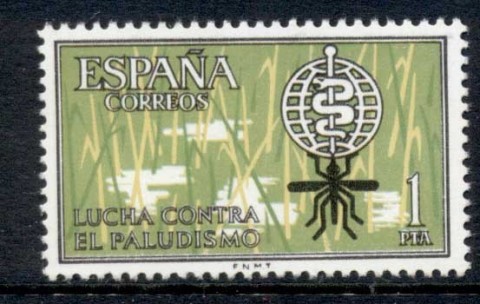 ESPAÑA
CORREOS
LUCHA CONTRA
EL PALUDISMO
1
PTA
F.N.M.T.